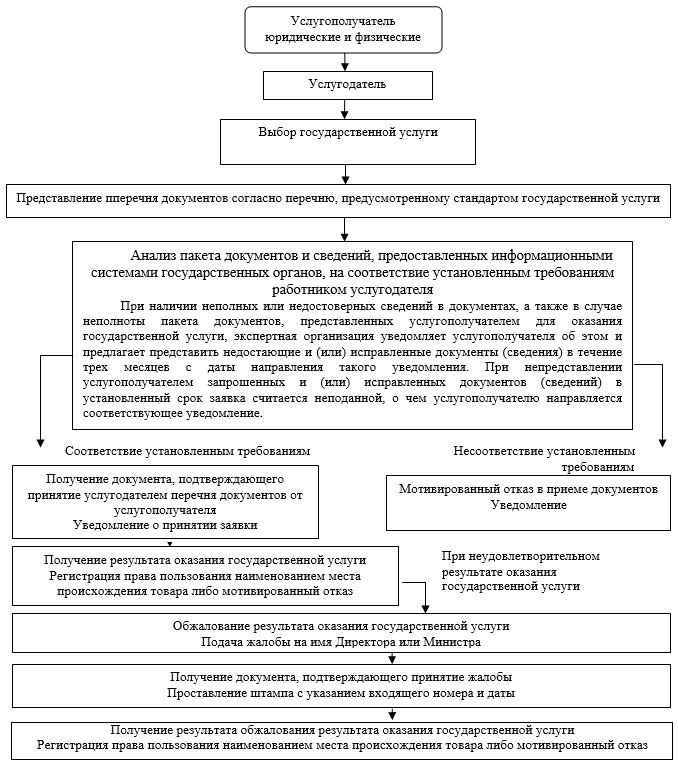 Услугополучатель
юридические и физические
Услугодатель
Выбор государственной услуги
Представление пперечня документов согласно перечню, предусмотренному стандартом государственной услуги
Анализ пакета документов и сведений, предоставленных информационными
системами государственных органов, на соответствие установленным требованиям
работником услугодателя
При наличии неполных или недостоверных сведений в документах, а также в случае
неполноты пакета документов, представленных услугополучателем для оказания
государственной услуги, экспертная организация уведомляет услугополучателя об этом и
предлагает представить недостающие и (или) исправленные документы (сведения) в течение
трех месяцев с даты направления такого уведомления. При непредставлении
услугополучателем запрошенных и (или) исправленных документов (сведений) в
установленный срок заявка считается неподанной, о чем услугополучателю направляется
соответствующее уведомление.
Соответствие установленным требованиям
Несоответствие установленным
требованиям
Получение документа, подтверждающего
принятие услугодателем перечня документов от
услугополучателя
Уведомление о принятии заявки
Мотивированный отказ в приеме документов
Уведомление
Получение результата оказания государственной услуги
Регистрация права пользования наименованием места
происхождения товара либо мотивированный отказ
При неудовлетворительном
результате оказания
государственной услуги
Обжалование результата оказания государственной услуги
Подача жалобы на имя Директора или Министра
Получение документа, подтверждающего принятие жалобы
Проставление штампа с указанием входящего номера и даты
Получение результата обжалования результата оказания государственной услуги
Регистрация права пользования наименованием места происхождения товара либо мотивированный отказ